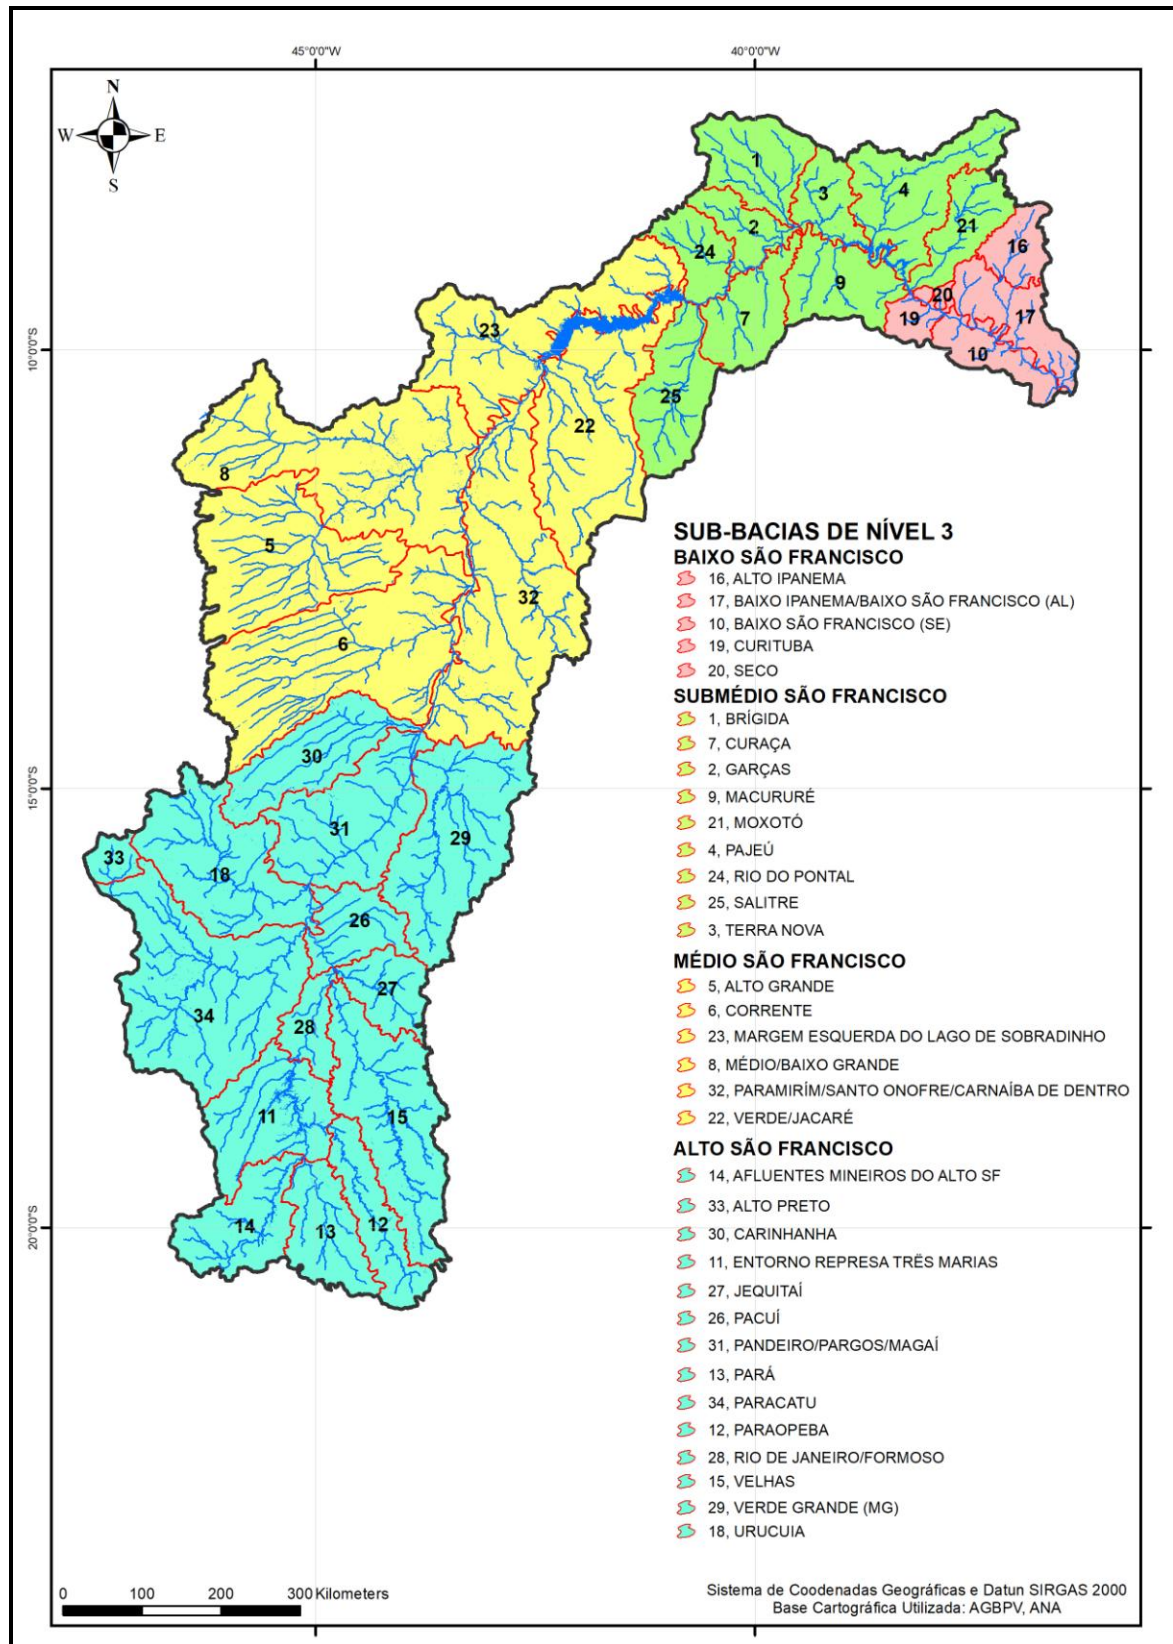 45°0'0"W
40°0'0"W
N
W
E
S
1
3
4
2
21
24
16
9
20
7
19
17
23
10
25
22
8
5
32
6
30
31
29
33
18
26
27
34
28
11
15
14
13
12
10°0'0"S
15°0'0"S
20°0'0"S
SUB-BACIAS DE NÍVEL 3
BAIXO SÃO FRANCISCO
16, ALTO IPANEMA
17, BAIXO IPANEMA/BAIXO SÃO FRANCISCO (AL)
10, BAIXO SÃO FRANCISCO (SE)
19, CURITUBA
20, SECO
SUBMÉDIO SÃO FRANCISCO
1, BRÍGIDA
7, CURAÇA
2, GARÇAS
9, MACURURÉ
21, MOXOTÓ
4, PAJEÚ
24, RIO DO PONTAL
25, SALITRE
3, TERRA NOVA
MÉDIO SÃO FRANCISCO
5, ALTO GRANDE
6, CORRENTE
23, MARGEM ESQUERDA DO LAGO DE SOBRADINHO
8, MÉDIO/BAIXO GRANDE
32, PARAMIRÍM/SANTO ONOFRE/CARNAÍBA DE DENTRO
22, VERDE/JACARÉ
ALTO SÃO FRANCISCO
14, AFLUENTES MINEIROS DO ALTO SF
33, ALTO PRETO
30, CARINHANHA
11, ENTORNO REPRESA TRÊS MARIAS
27, JEQUITAÍ
26, PACUÍ
31, PANDEIRO/PARGOS/MAGAÍ
13, PARÁ
34, PARACATU
12, PARAOPEBA
28, RIO DE JANEIRO/FORMOSO
15, VELHAS
29, VERDE GRANDE (MG)
18, URUCUIA
0 100 200 300 Kilometers
Sistema de Coodenadas Geográficas e Datun SIRGAS 2000
Base Cartográfica Utilizada: AGBPV, ANA